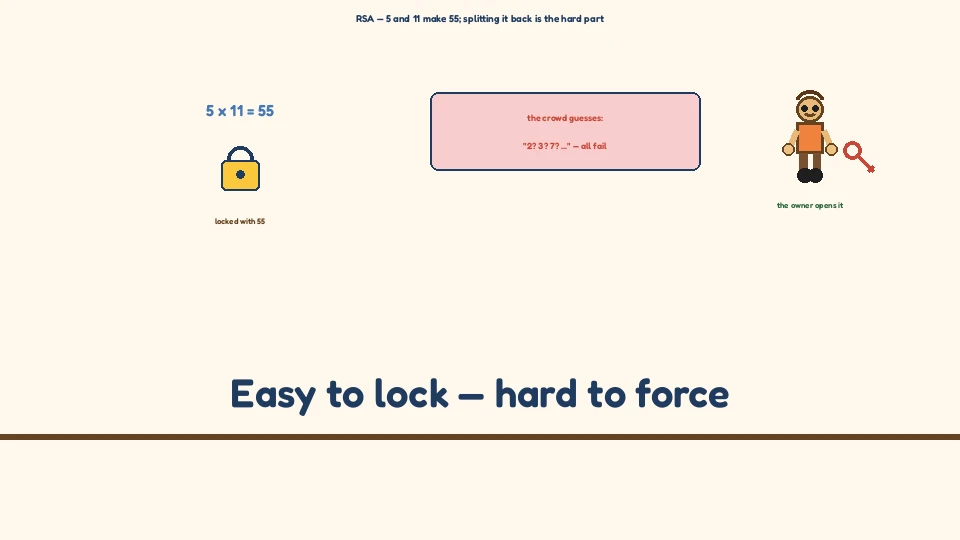 RSA — 5 and 11 make 55; splitting it back is the hard part
5 x 11 = 55
the crowd guesses:
"2? 3? 7? ..." — all fail
the owner opens it
locked with 55
Easy to lock — hard to force